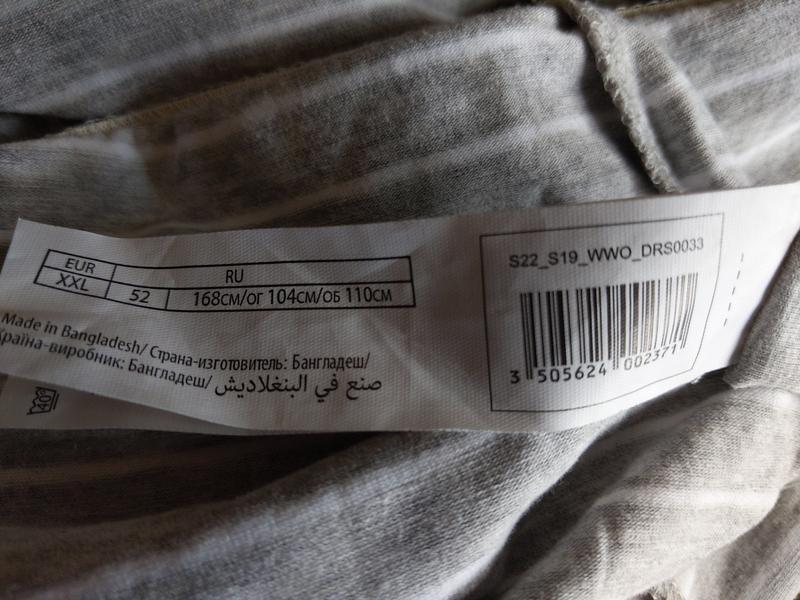 EUR RU
XXL 52 168СМ/ОГ 104СМ/ОБ 110СМ
Made in Bangladesh/ Страна-изготовитель: Бангладеш/
країна-виробник: Бангладеш/ صنع في البنغلاديش
40
S22_S19_WWO_DRS0033
3 505624 002371